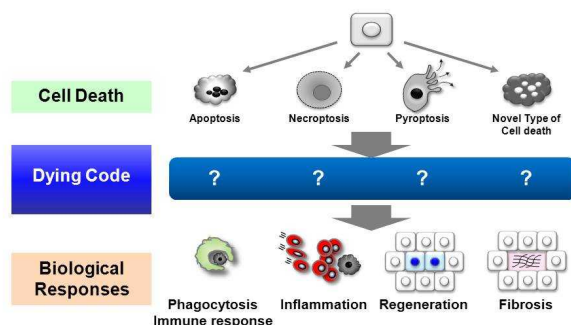 Cell Death
Apoptosis
Necroptosis
Pyroptosis
Novel Type of
Cell death
Dying Code
? ? ? ?
Biological
Responses
Phagocytosis
Immune response
Inflammation
Regeneration
Fibrosis